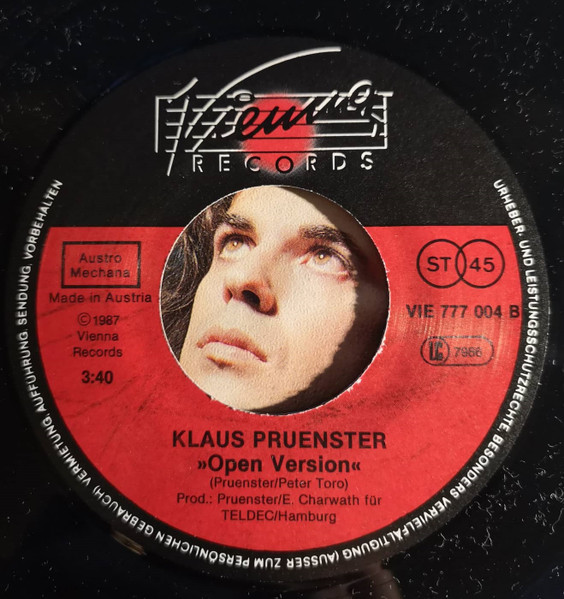 Vienna
RECORDS
Austro
Mechana
Made in Austria
©1987
Vienna
Records
3:40
ST 45
VIE 777 004 B
LC 7966
KLAUS PRUENSTER
»Open Version«
(Pruenster/Peter Toro)
Prod.: Pruenster/E. Charwath für
TELDEC/Hamburg
URHEBER- UND LEISTUNGSSCHUTZRECHTE, BESONDERS VERVIELFÄLTIGUNG (AUSSER ZUM PERSÖNLICHEN GEBRAUCH) VERMIETUNG, AUFFÜHRUNG, SENDUNG, VORBEHALTEN